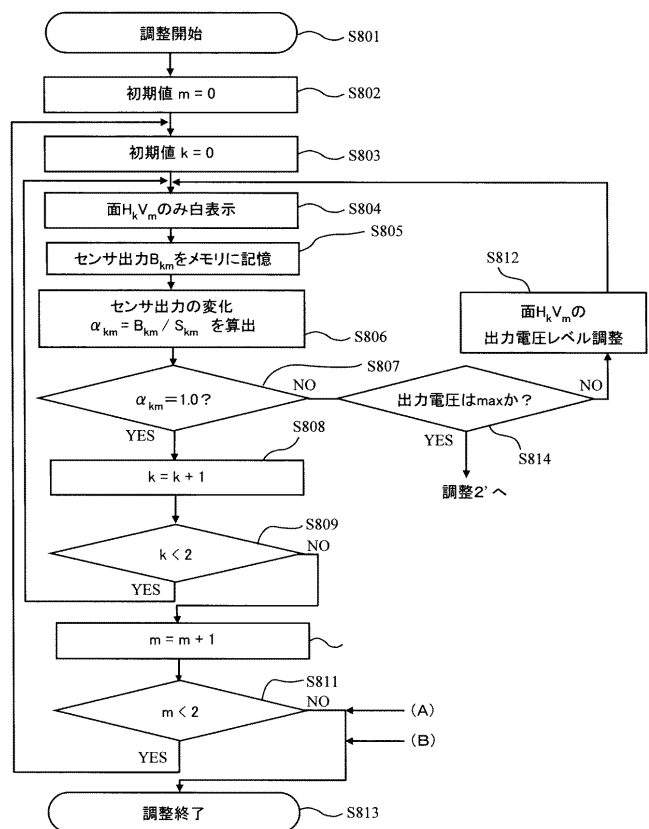 調整開始
S801
初期値 m = 0
S802
初期値 k = 0
S803
面HkVmのみ白表示
S804
センサ出力Bkmをメモリに記憶
S805
センサ出力の変化
αkm = Bkm / Skm を算出
S806
αkm = 1.0?
S807
NO
YES
出力電圧はmaxか?
S814
NO
YES
調整2'へ
S812
面HkVmの
出力電圧レベル調整
k = k + 1
S808
k < 2
S809
NO
YES
m = m + 1
m < 2
S811
NO
YES
(A)
(B)
調整終了
S813